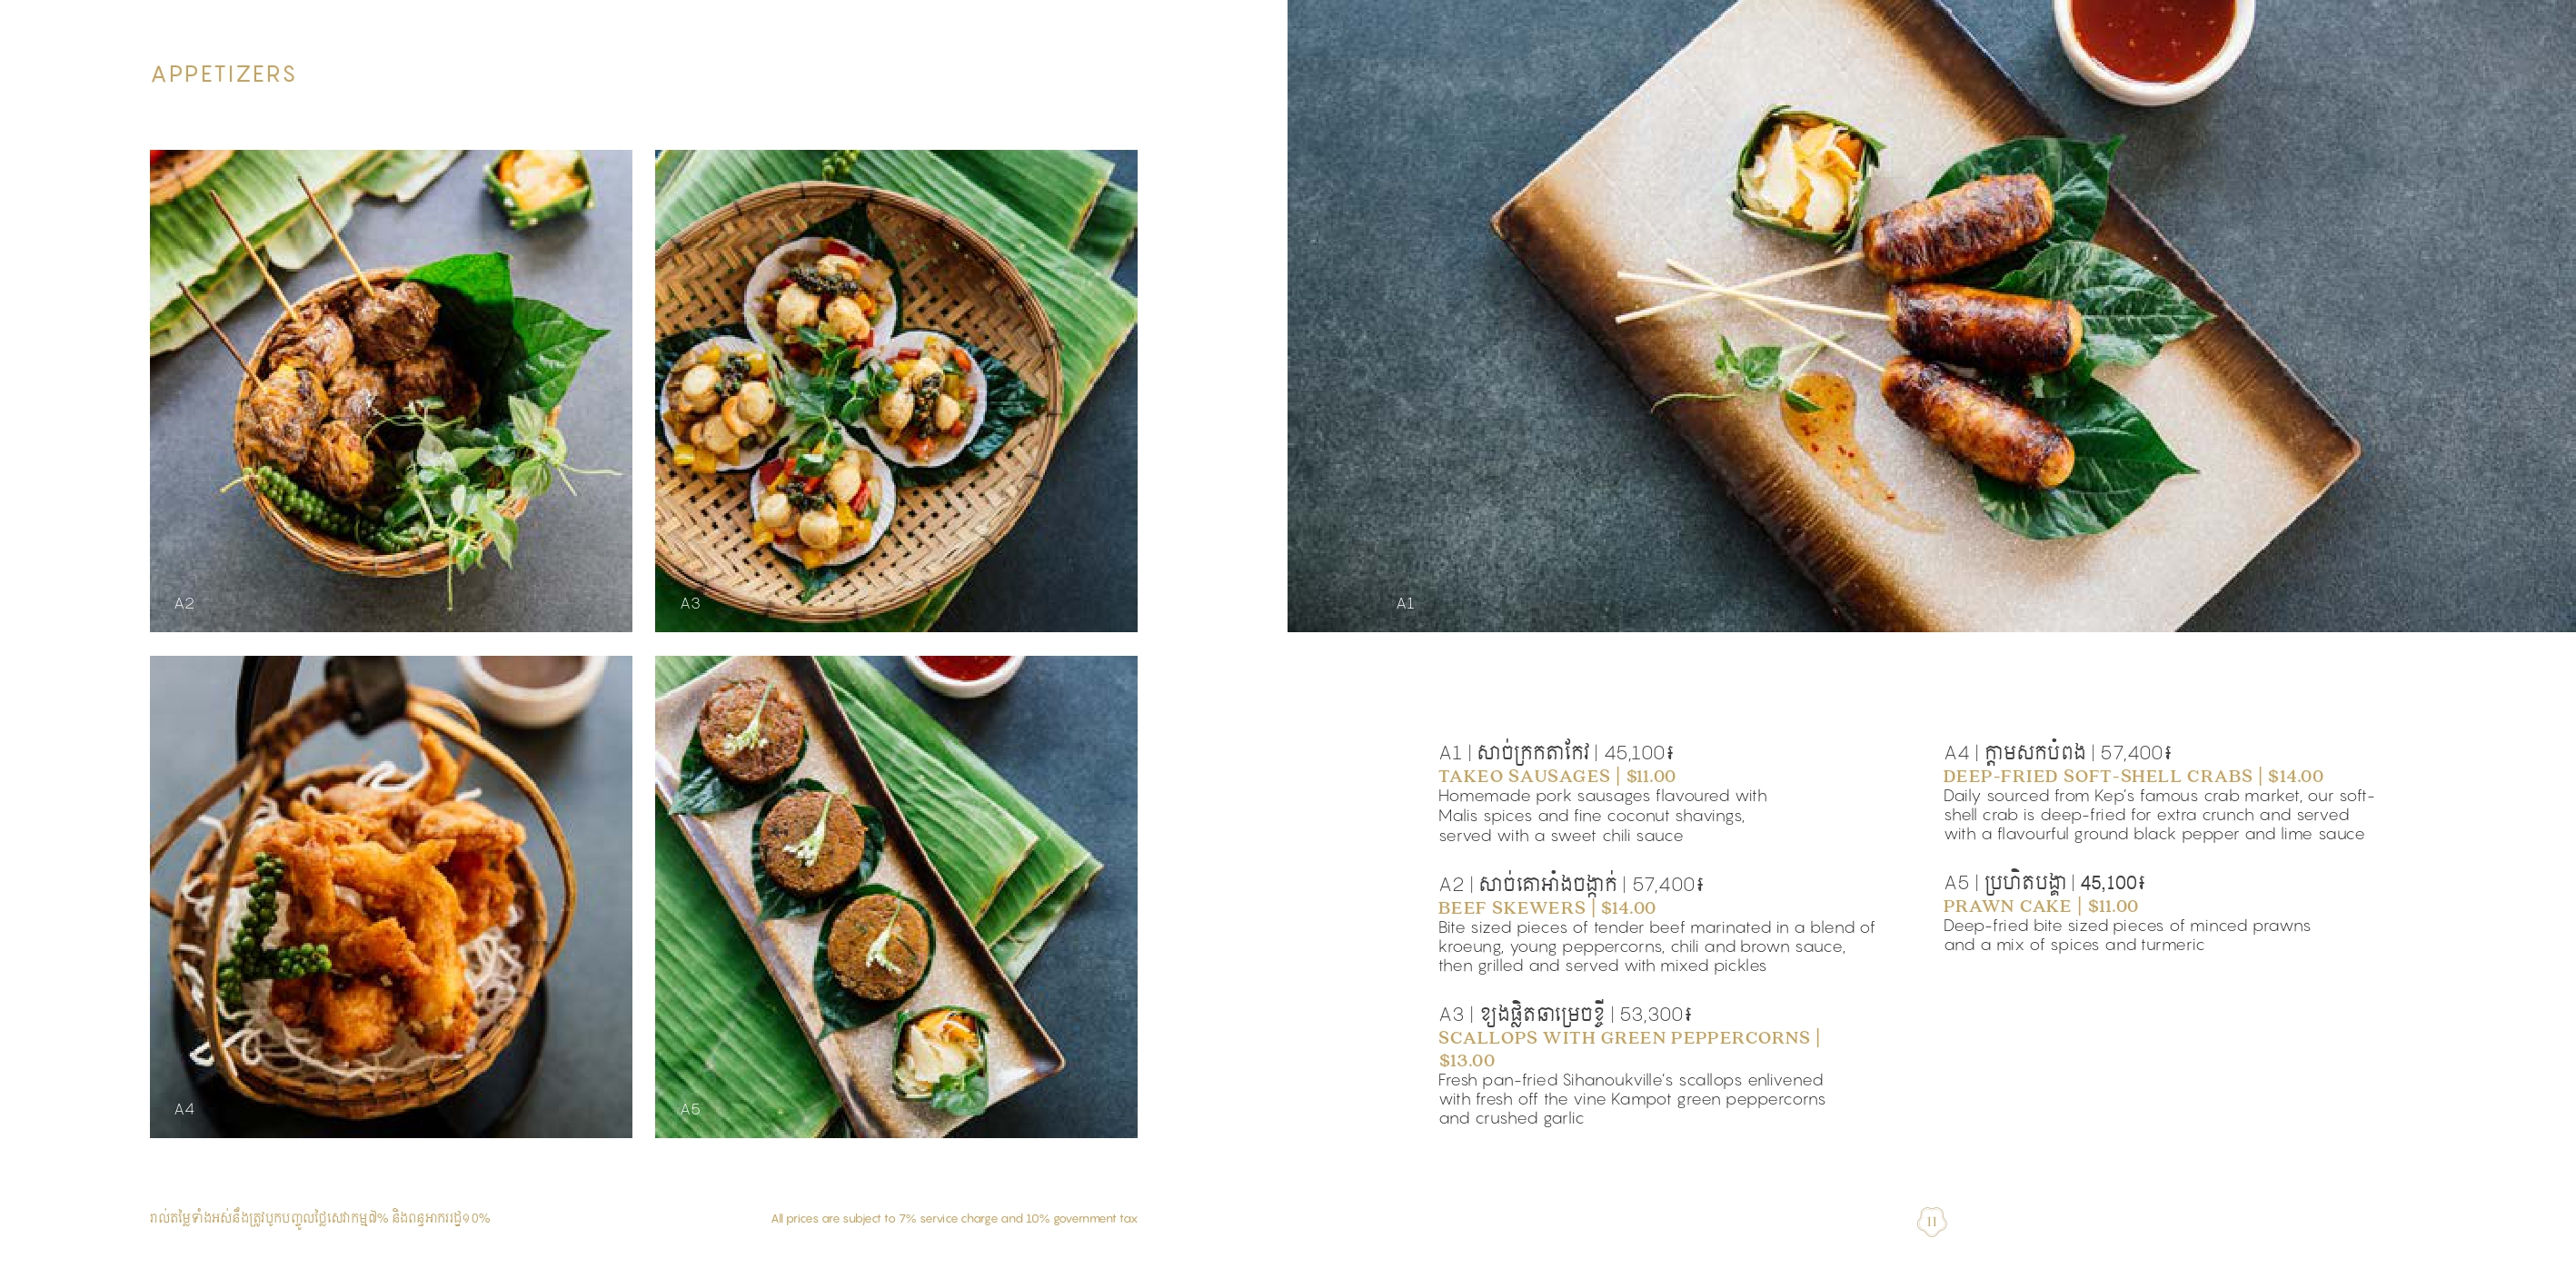 APPETIZERS
A2
A3
A1
A4
A5
A1 | សាច់ក្រកតាកែវ | 45,100៛
TAKEO SAUSAGES | $11.00
Homemade pork sausages flavoured with
Malis spices and fine coconut shavings,
served with a sweet chili sauce
A2 | សាច់គោអាំងចង្កាក់ | 57,400៛
BEEF SKEWERS | $14.00
Bite sized pieces of tender beef marinated in a blend of
kroeung, young peppercorns, chili and brown sauce,
then grilled and served with mixed pickles
A3 | ខ្យងផ្លិតឆាម្រេចខ្ចី | 53,300៛
SCALLOPS WITH GREEN PEPPERCORNS |
$13.00
Fresh pan-fried Sihanoukville's scallops enlivened
with fresh off the vine Kampot green peppercorns
and crushed garlic
A4 | ក្ដាមសកបំពង | 57,400៛
DEEP-FRIED SOFT-SHELL CRABS | $14.00
Daily sourced from Kep's famous crab market, our soft-
shell crab is deep-fried for extra crunch and served
with a flavourful ground black pepper and lime sauce
A5 | ប្រហិតបង្គា | 45,100៛
PRAWN CAKE | $11.00
Deep-fried bite sized pieces of minced prawns
and a mix of spices and turmeric
រាល់តម្លៃទាំងអស់នឹងត្រូវបូកបញ្ចូលថ្លៃសេវាកម្ម៧% និងពន្ធអាករដ្ឋ១០%
All prices are subject to 7% service charge and 10% government tax
11